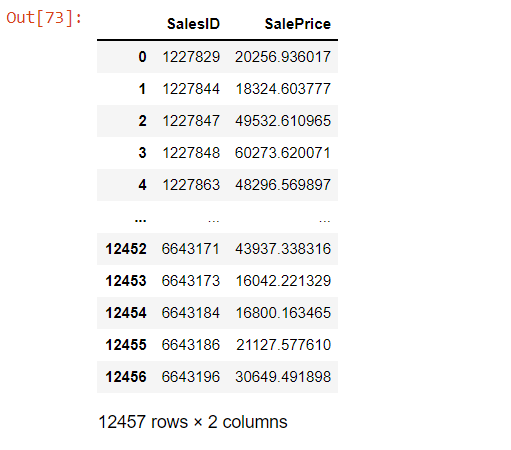 Out[73]:
SalesID SalePrice
0 1227829 20256.936017
1 1227844 18324.603777
2 1227847 49532.610965
3 1227848 60273.620071
4 1227863 48296.569897
... ... ...
12452 6643171 43937.338316
12453 6643173 16042.221329
12454 6643184 16800.163465
12455 6643186 21127.577610
12456 6643196 30649.491898
12457 rows × 2 columns